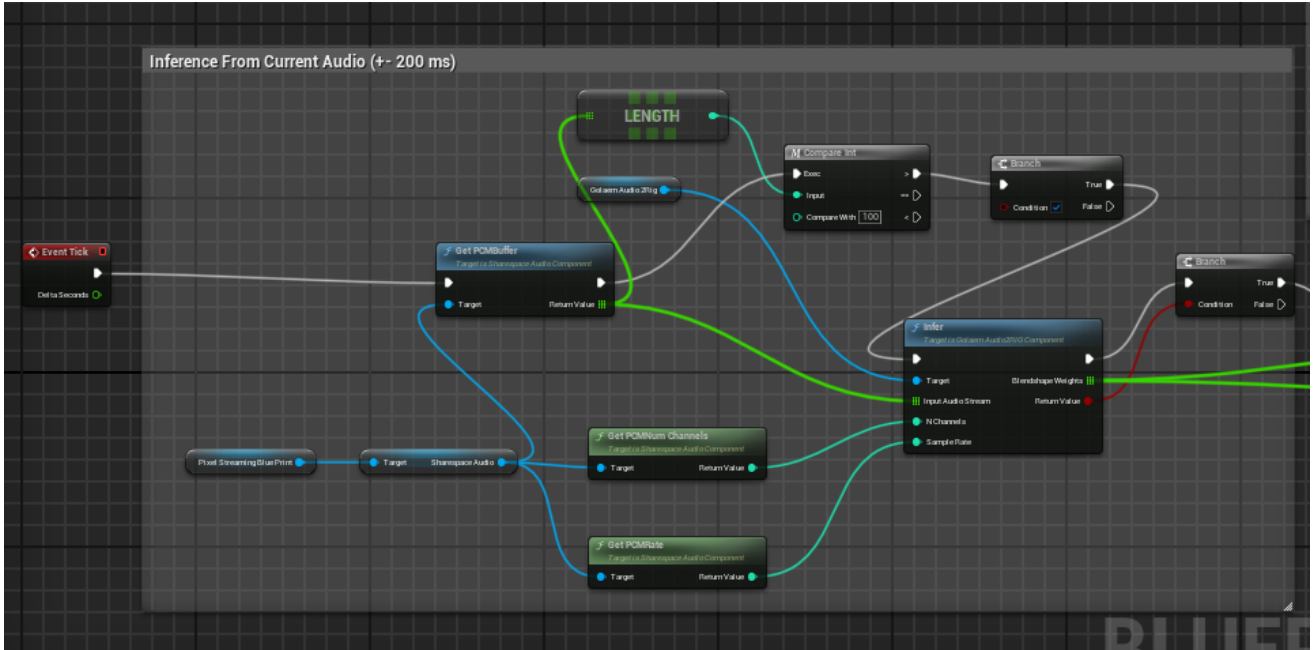 Inference From Current Audio (+- 200 ms)
LENGTH
Golaem Audio2Rig
Compare Int
Exec >
Input ==
Compare With 100 <
Branch
True
Condition False
Event Tick
Delta Seconds
Get PCMBuffer
Target is Sharespace Audio Component
Target Return Value
Branch
True
Condition False
Infer
Target is Golaem Audio2RIG Component
Target Blendshape Weights
Input Audio Stream Return Value
N Channels
Sample Rate
Pixel Streaming Blue Print
Target Sharespace Audio
Get PCMNum Channels
Target is Sharespace Audio Component
Target Return Value
Get PCMRate
Target is Sharespace Audio Component
Target Return Value